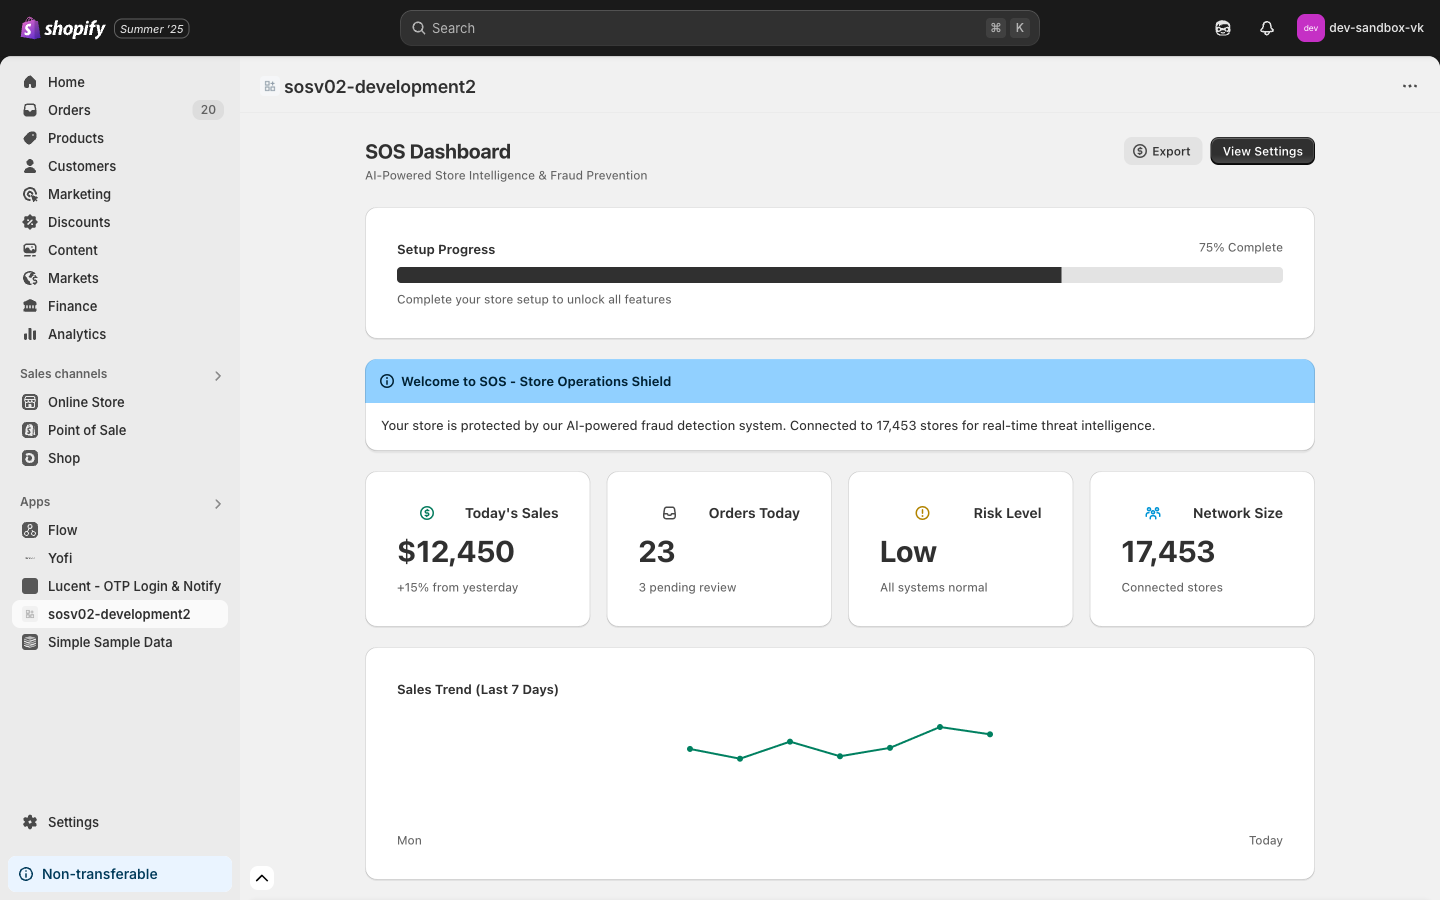 shopify
Summer '25
Search
⌘ K
dev
dev-sandbox-vk
Home
Orders 20
Products
Customers
Marketing
Discounts
Content
Markets
Finance
Analytics
Sales channels
Online Store
Point of Sale
Shop
Apps
Flow
Yofi
Lucent - OTP Login & Notify
sosv02-development2
Simple Sample Data
Settings
Non-transferable
sosv02-development2
SOS Dashboard
AI-Powered Store Intelligence & Fraud Prevention
Export
View Settings
Setup Progress
75% Complete
Complete your store setup to unlock all features
Welcome to SOS - Store Operations Shield
Your store is protected by our AI-powered fraud detection system. Connected to 17,453 stores for real-time threat intelligence.
Today's Sales
$12,450
+15% from yesterday
Orders Today
23
3 pending review
Risk Level
Low
All systems normal
Network Size
17,453
Connected stores
Sales Trend (Last 7 Days)
Mon
Today